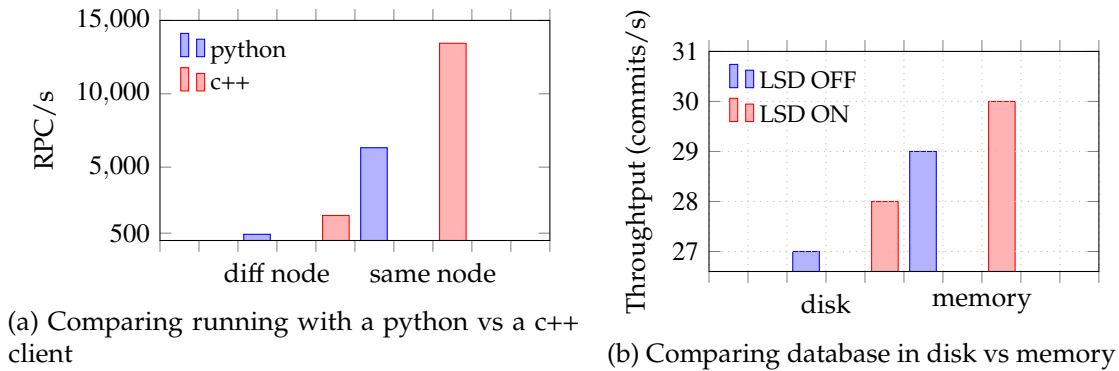 15,000
10,000
5,000
500
RPC/s
python
c++
diff node
same node
(a) Comparing running with a python vs a c++
client
31
30
29
28
27
Throughtput (commits/s)
LSD OFF
LSD ON
disk
memory
(b) Comparing database in disk vs memory